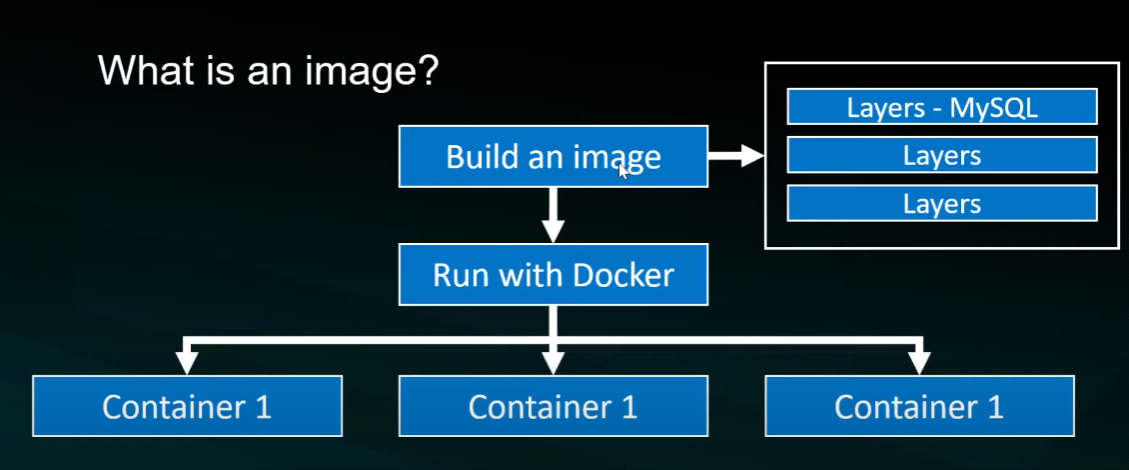 What is an image?
Layers - MySQL
Build an image
Layers
Layers
Run with Docker
Container 1
Container 1
Container 1